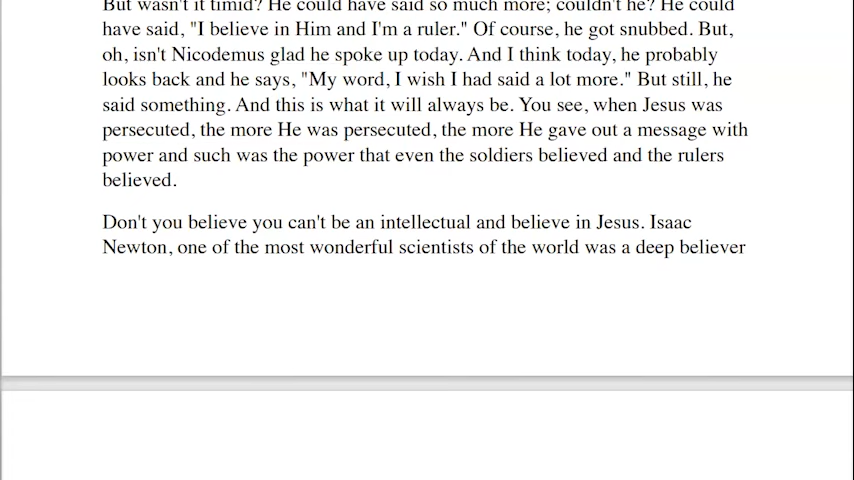 But wasn't it timid? He could have said so much more; couldn't he? He could
have said, "I believe in Him and I'm a ruler." Of course, he got snubbed. But,
oh, isn't Nicodemus glad he spoke up today. And I think today, he probably
looks back and he says, "My word, I wish I had said a lot more." But still, he
said something. And this is what it will always be. You see, when Jesus was
persecuted, the more He was persecuted, the more He gave out a message with
power and such was the power that even the soldiers believed and the rulers
believed.
Don't you believe you can't be an intellectual and believe in Jesus. Isaac
Newton, one of the most wonderful scientists of the world was a deep believer